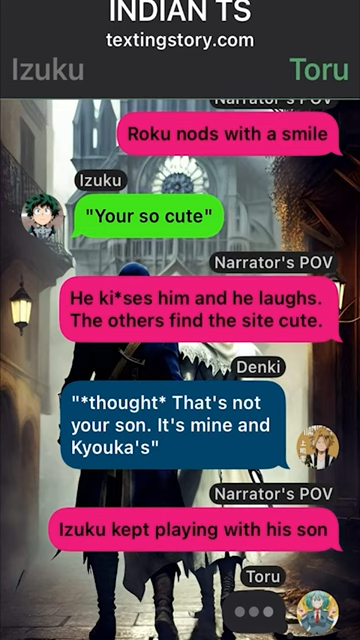 INDIAN TS
textingstory.com
Izuku
Toru
Narrator's POV
Roku nods with a smile
Izuku
"Your so cute"
Narrator's POV
He ki*ses him and he laughs.
The others find the site cute.
Denki
"*thought* That's not
your son. It's mine and
Kyouka's"
Narrator's POV
Izuku kept playing with his son
Toru